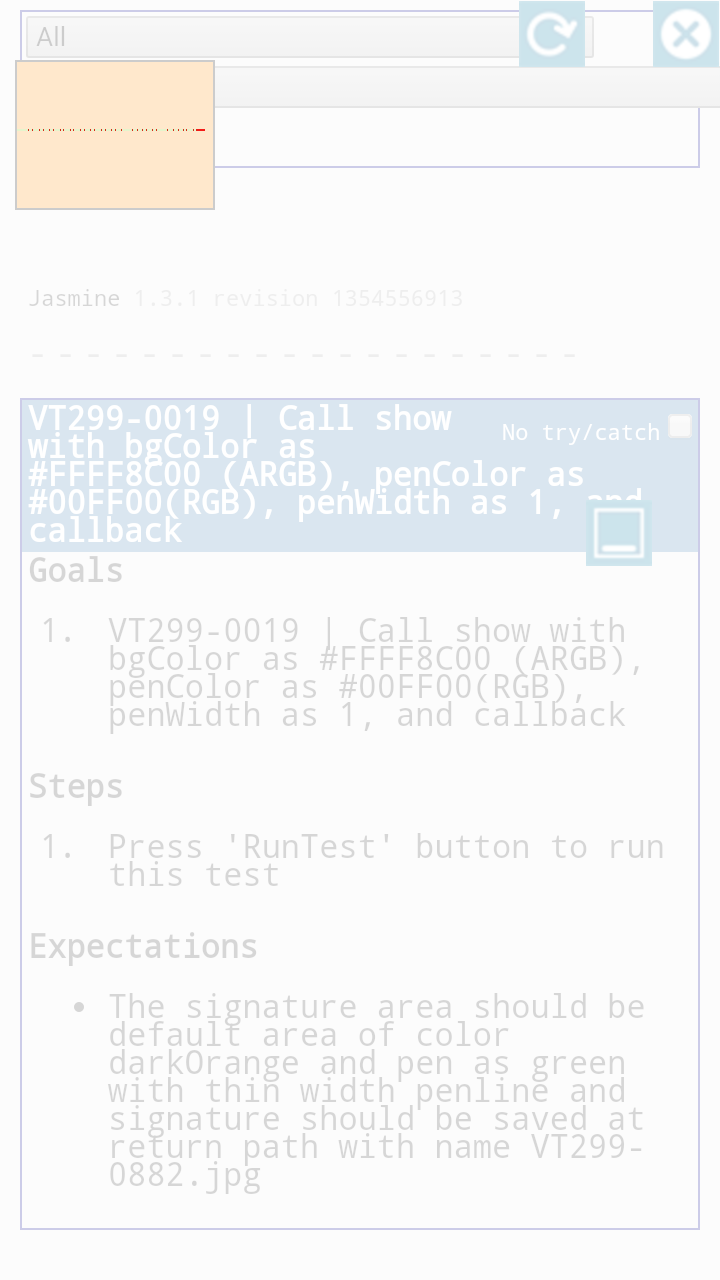 All
Jasmine 1.3.1 revision 1354556913
VT299-0019 | Call show
with bgColor as
#FFFF8C00 (ARGB), penColor as
#00FF00(RGB), penWidth as 1, and
callback
No try/catch
Goals
1. VT299-0019 | Call show with
bgColor as #FFFF8C00 (ARGB),
penColor as #00FF00(RGB),
penWidth as 1, and callback
Steps
1. Press 'RunTest' button to run
this test
Expectations
• The signature area should be
default area of color
darkOrange and pen as green
with thin width penline and
signature should be saved at
return path with name VT299-
0882.jpg